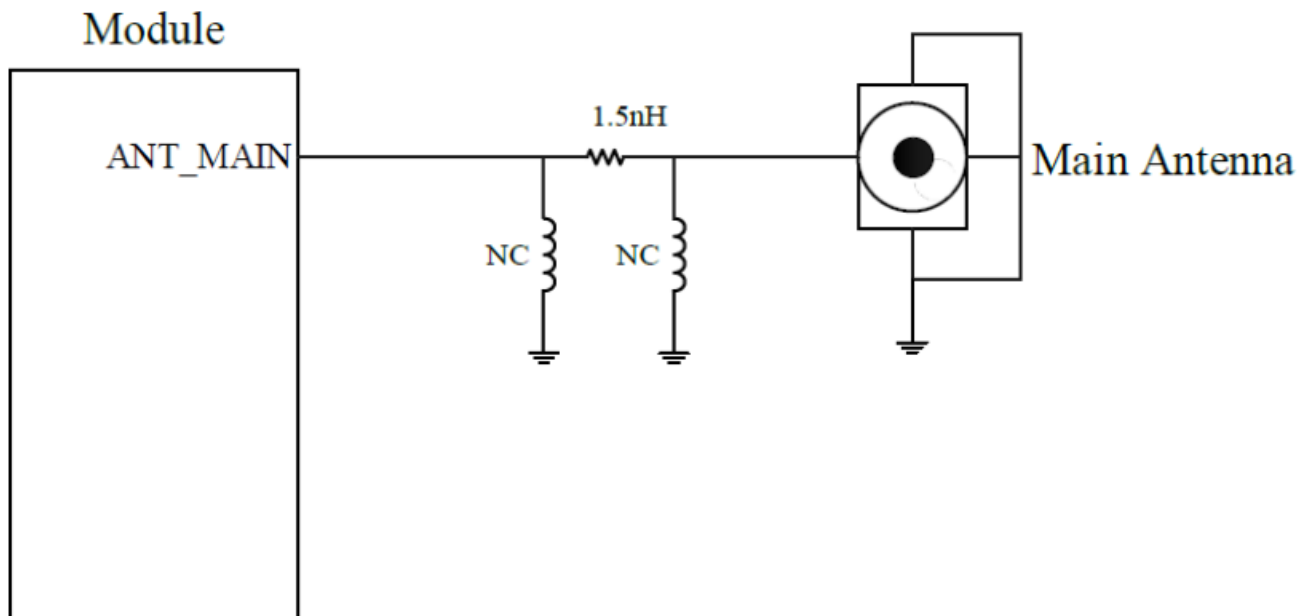 Module
1.5nH
ANT_MAIN
Main Antenna
NC
NC